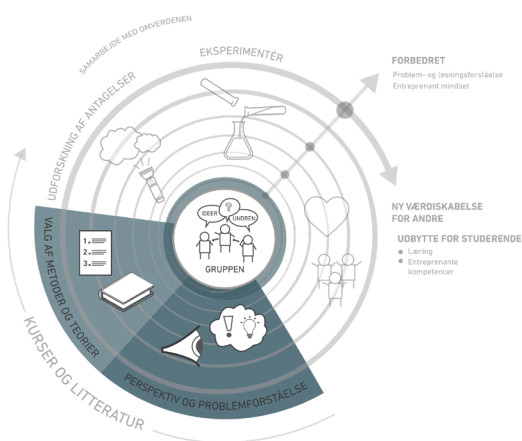 SAMARBEJDE MED OMVERDENEN
EKSPERIMENTÉR
UDFORSKNING AF ANTAGELSER
FORBEDRET
Problem- og løsningsforståelse
Entreprenant mindset
IDEER
?
UNDREN
GRUPPEN
NY VÆRDISKABELSE
FOR ANDRE
UDBYTTE FOR STUDERENDE
Læring
Entreprenante
kompetencer
VALG AF METODER OG TEORIER
1.
2.
3.
!
KURSER OG LITTERATUR
PERSPEKTIV OG PROBLEMFORSTÅELSE